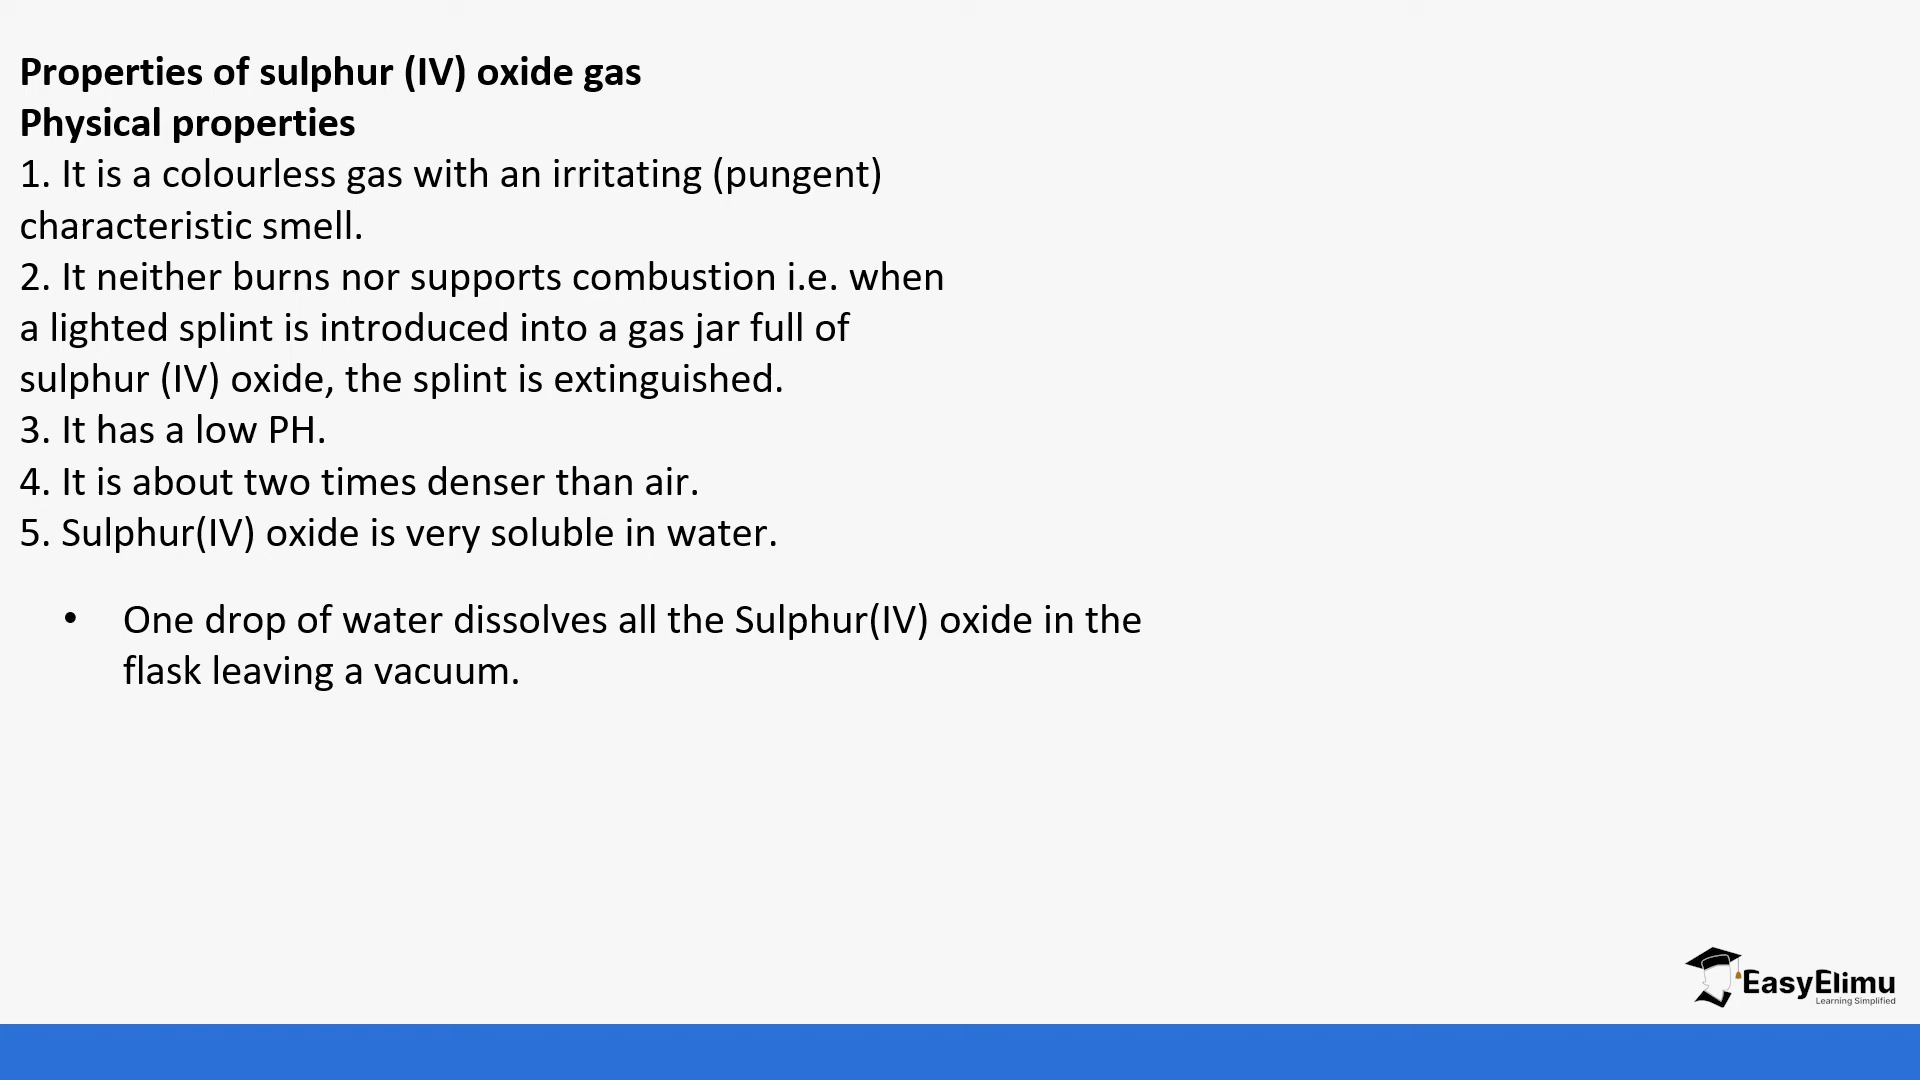 Properties of sulphur (IV) oxide gas
Physical properties
1. It is a colourless gas with an irritating (pungent)
characteristic smell.
2. It neither burns nor supports combustion i.e. when
a lighted splint is introduced into a gas jar full of
sulphur (IV) oxide, the splint is extinguished.
3. It has a low PH.
4. It is about two times denser than air.
5. Sulphur(IV) oxide is very soluble in water.
• One drop of water dissolves all the Sulphur(IV) oxide in the
flask leaving a vacuum.
EasyElimu
Learning Simplified